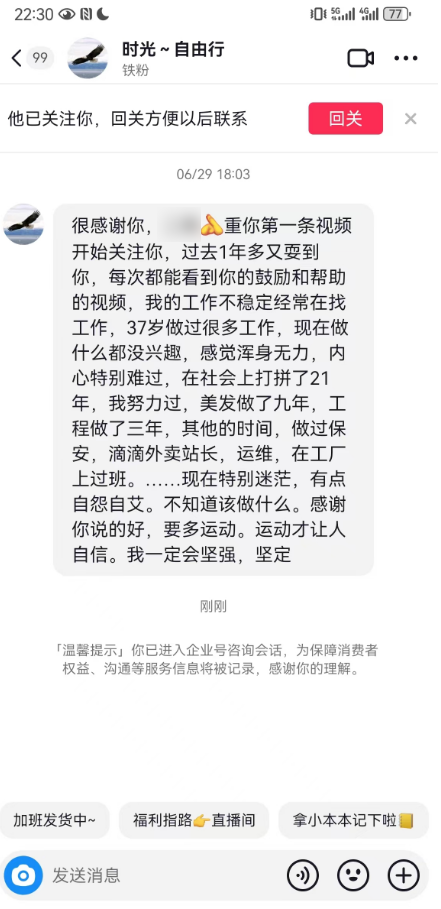 22:30
5G 4G 77
99
时光~自由行
铁粉
他已关注你，回关方便以后联系
回关
06/29 18:03
很感谢你，🙏重你第一条视频
开始关注你，过去1年多又耍到
你，每次都能看到你的鼓励和帮助
的视频，我的工作不稳定经常在找
工作，37岁做过很多工作，现在做
什么都没兴趣，感觉浑身无力，内
心特别难过，在社会上打拼了21
年，我努力过，美发做了九年，工
程做了三年，其他的时间，做过保
安，滴滴外卖站长，运维，在工厂
上过班。……现在特别迷茫，有点
自怨自艾。不知道该做什么。感谢
你说的好，要多运动。运动才让人
自信。我一定会坚强，坚定
刚刚
「温馨提示」你已进入企业号咨询会话，为保障消费者
权益、沟通等服务信息将被记录，感谢你的理解。
加班发货中~
福利指路👉直播间
拿小本本记下啦📒
发送消息